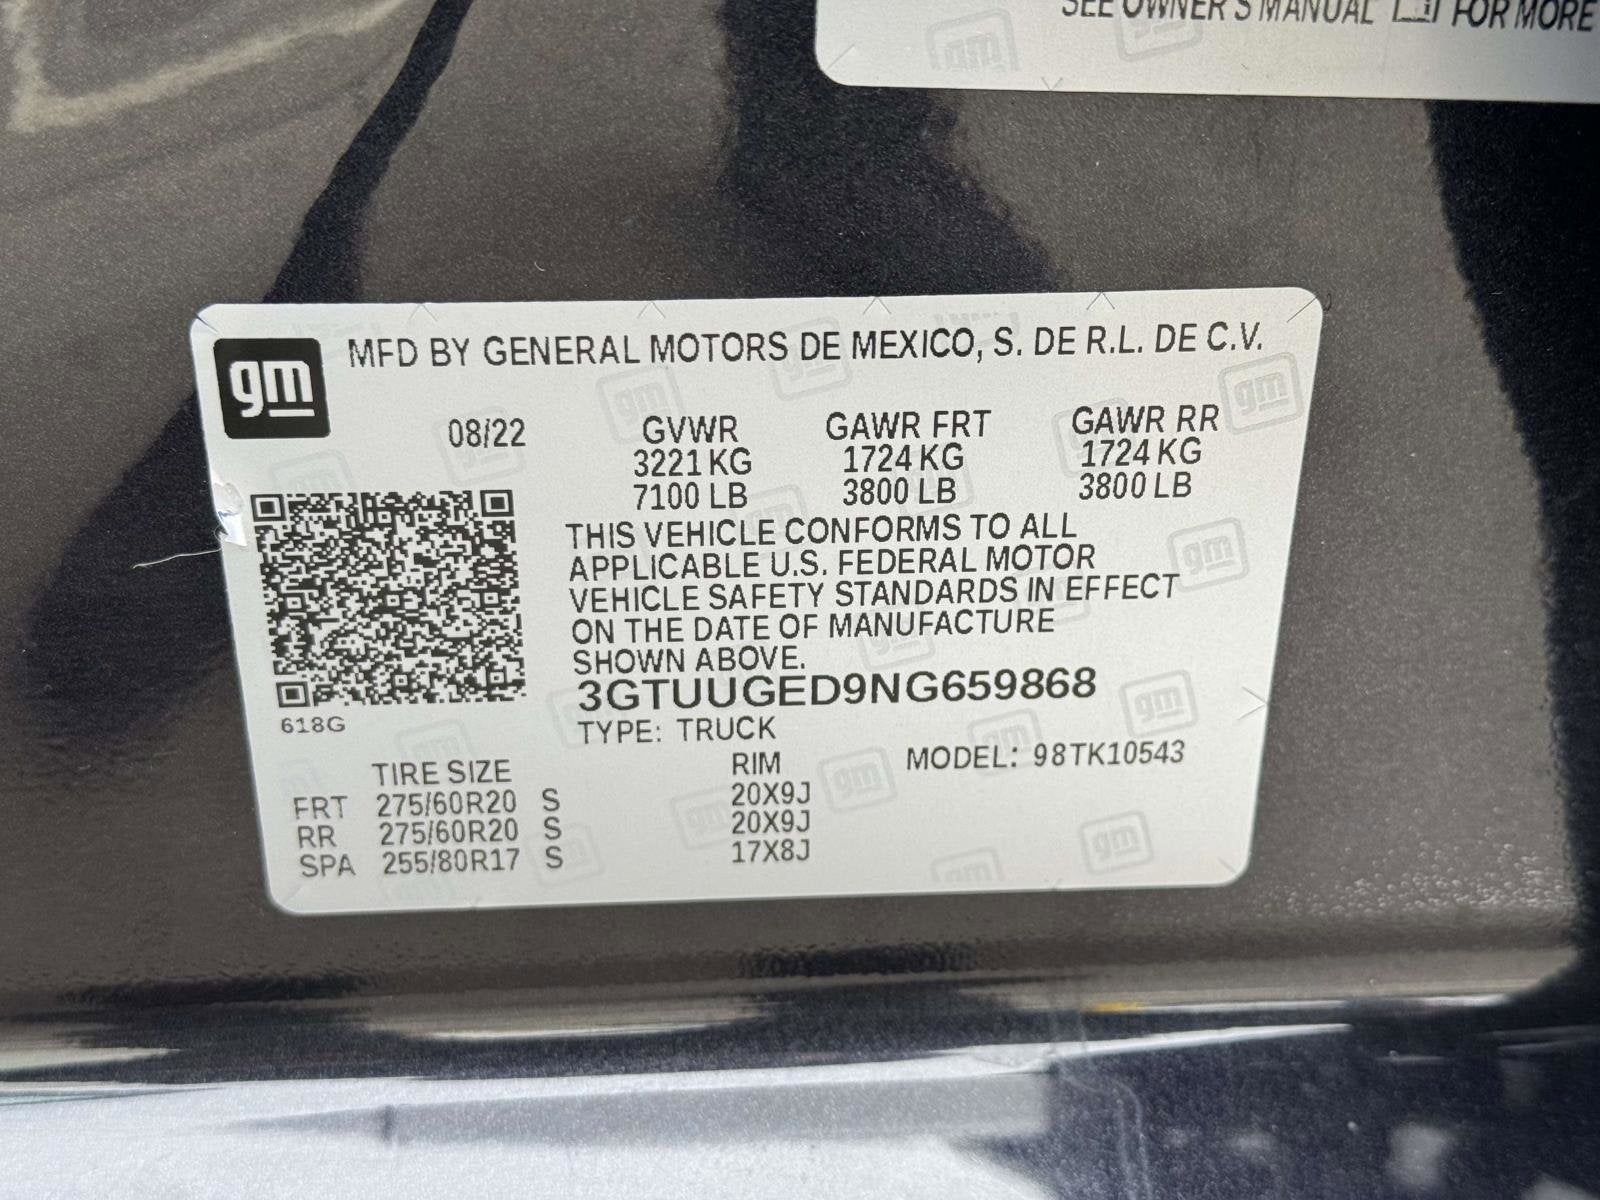 SEE OWNER'S MANUAL FOR MORE
gm
MFD BY GENERAL MOTORS DE MEXICO, S. DE R.L. DE C.V.
08/22 GVWR GAWR FRT GAWR RR
3221 KG 1724 KG 1724 KG
7100 LB 3800 LB 3800 LB
THIS VEHICLE CONFORMS TO ALL
APPLICABLE U.S. FEDERAL MOTOR
VEHICLE SAFETY STANDARDS IN EFFECT
ON THE DATE OF MANUFACTURE
SHOWN ABOVE.
3GTUUGED9NG659868
618G
TYPE: TRUCK
TIRE SIZE RIM MODEL: 98TK10543
FRT 275/60R20 S 20X9J
RR 275/60R20 S 20X9J
SPA 255/80R17 S 17X8J